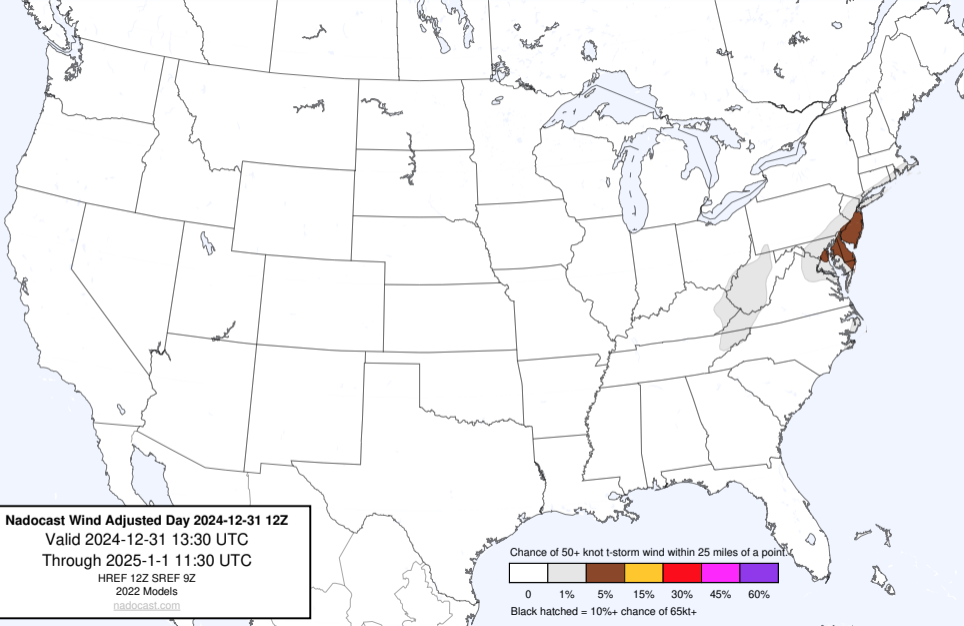 Nadocast Wind Adjusted Day 2024-12-31 12Z
Valid 2024-12-31 13:30 UTC
Through 2025-1-1 11:30 UTC
HREF 12Z SREF 9Z
2022 Models
nadocast.com
Chance of 50+ knot t-storm wind within 25 miles of a point.
0 1% 5% 15% 30% 45% 60%
Black hatched = 10%+ chance of 65kt+